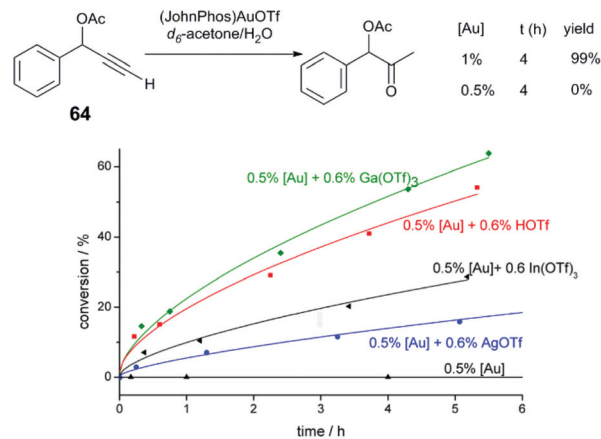 OAc
H
64
(JohnPhos)AuOTf
d6-acetone/H2O
OAc
O
[Au] t (h) yield
1% 4 99%
0.5% 4 0%
conversion / %
60
40
20
0
0.5% [Au] + 0.6% Ga(OTf)3
0.5% [Au] + 0.6% HOTf
0.5% [Au]+ 0.6 In(OTf)3
0.5% [Au] + 0.6% AgOTf
0.5% [Au]
0 1 2 3 4 5 6
time / h